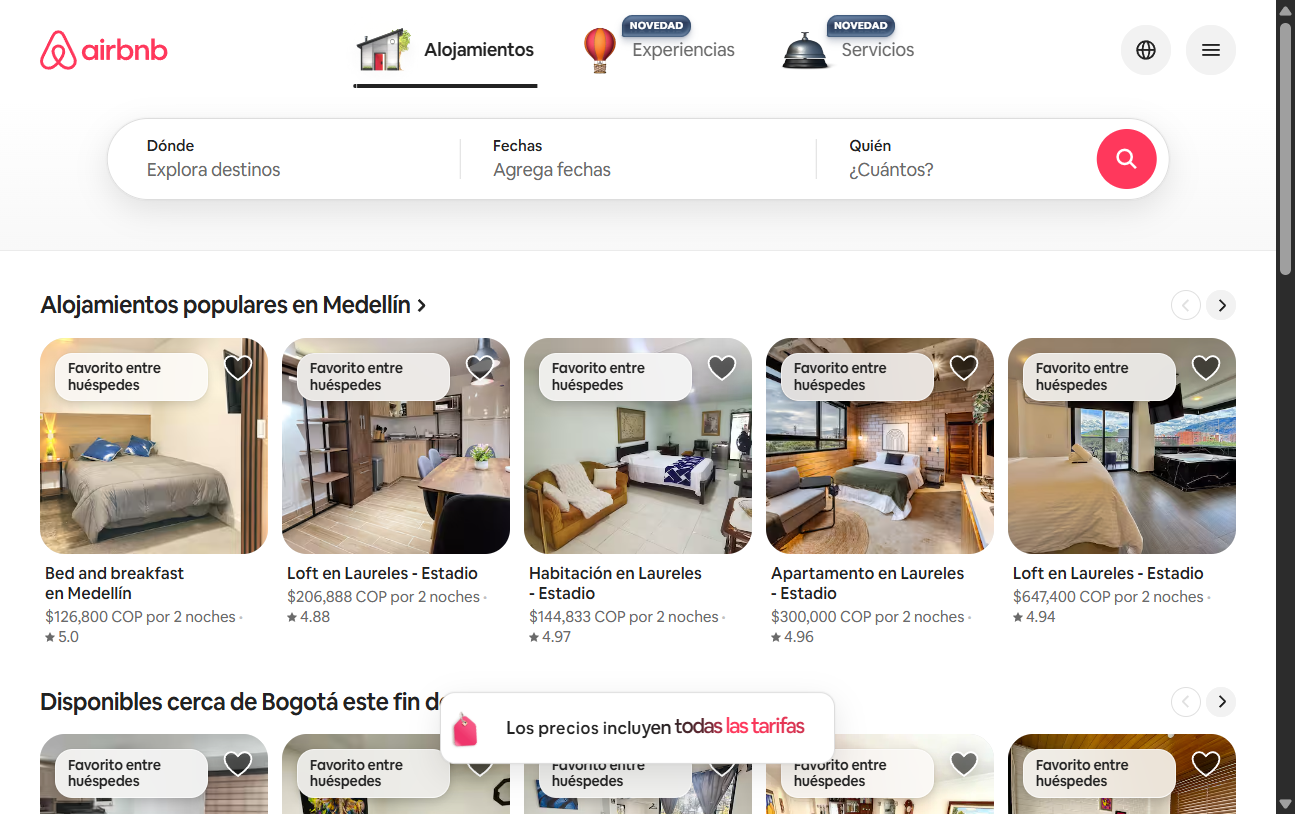 airbnb
Alojamientos
NOVEDAD
Experiencias
NOVEDAD
Servicios
Dónde
Explora destinos
Fechas
Agrega fechas
Quién
¿Cuántos?
Alojamientos populares en Medellín
Favorito entre
huéspedes
Favorito entre
huéspedes
Favorito entre
huéspedes
Favorito entre
huéspedes
Favorito entre
huéspedes
Bed and breakfast
en Medellín
$126,800 COP por 2 noches ·
★ 5.0
Loft en Laureles - Estadio
$206,888 COP por 2 noches ·
★ 4.88
Habitación en Laureles
- Estadio
$144,833 COP por 2 noches ·
★ 4.97
Apartamento en Laureles
- Estadio
$300,000 COP por 2 noches ·
★ 4.96
Loft en Laureles - Estadio
$647,400 COP por 2 noches ·
★ 4.94
Disponibles cerca de Bogotá este fin
Los precios incluyen todas las tarifas
Favorito entre
huéspedes
Favorito entre
huéspedes
Favorito entre
huéspedes
Favorito entre
huéspedes
Favorito entre
huéspedes